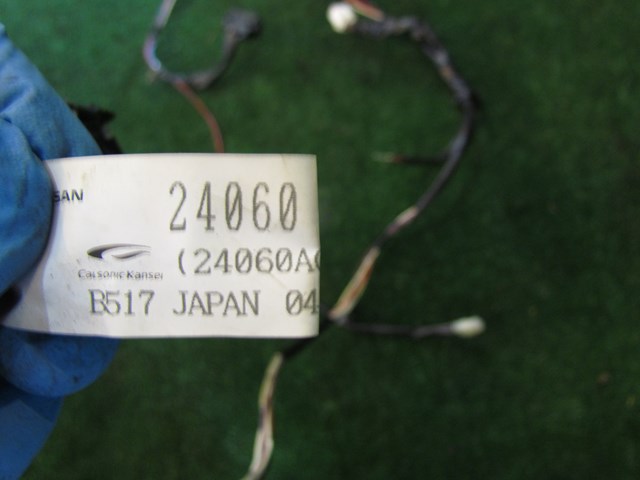 SAN
24060
Calsonic Kansei
(24060A
B517 JAPAN 04